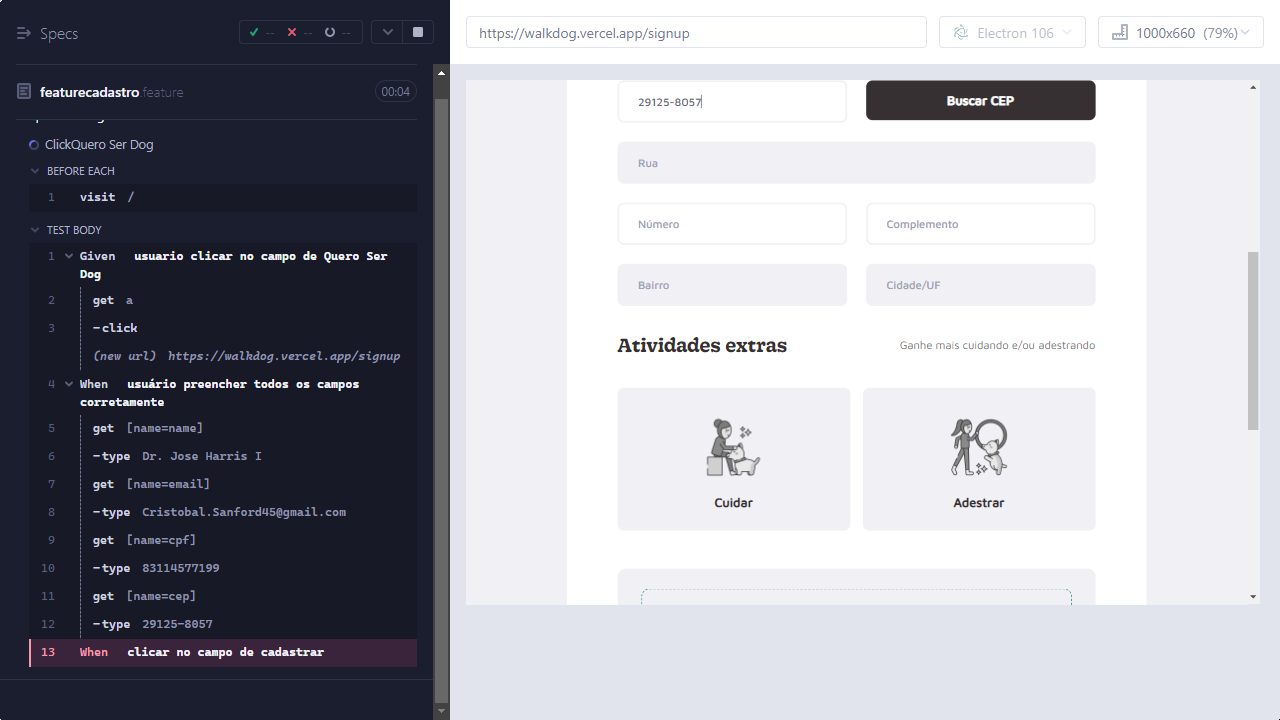 Specs
-- -- --
featurecadastro.feature
00:04
ClickQuero Ser Dog
BEFORE EACH
1 visit /
TEST BODY
1 Given usuario clicar no campo de Quero Ser
Dog
2 get a
3 -click
(new url) https://walkdog.vercel.app/signup
4 When usuário preencher todos os campos
corretamente
5 get [name=name]
6 -type Dr. Jose Harris I
7 get [name=email]
8 -type Cristobal.Sanford45@gmail.com
9 get [name=cpf]
10 -type 83114577199
11 get [name=cep]
12 -type 29125-8057
13 When clicar no campo de cadastrar
https://walkdog.vercel.app/signup
Electron 106
1000x660 (79%)
29125-8057
Buscar CEP
Rua
Número
Complemento
Bairro
Cidade/UF
Atividades extras
Ganhe mais cuidando e/ou adestrando
Cuidar
Adestrar